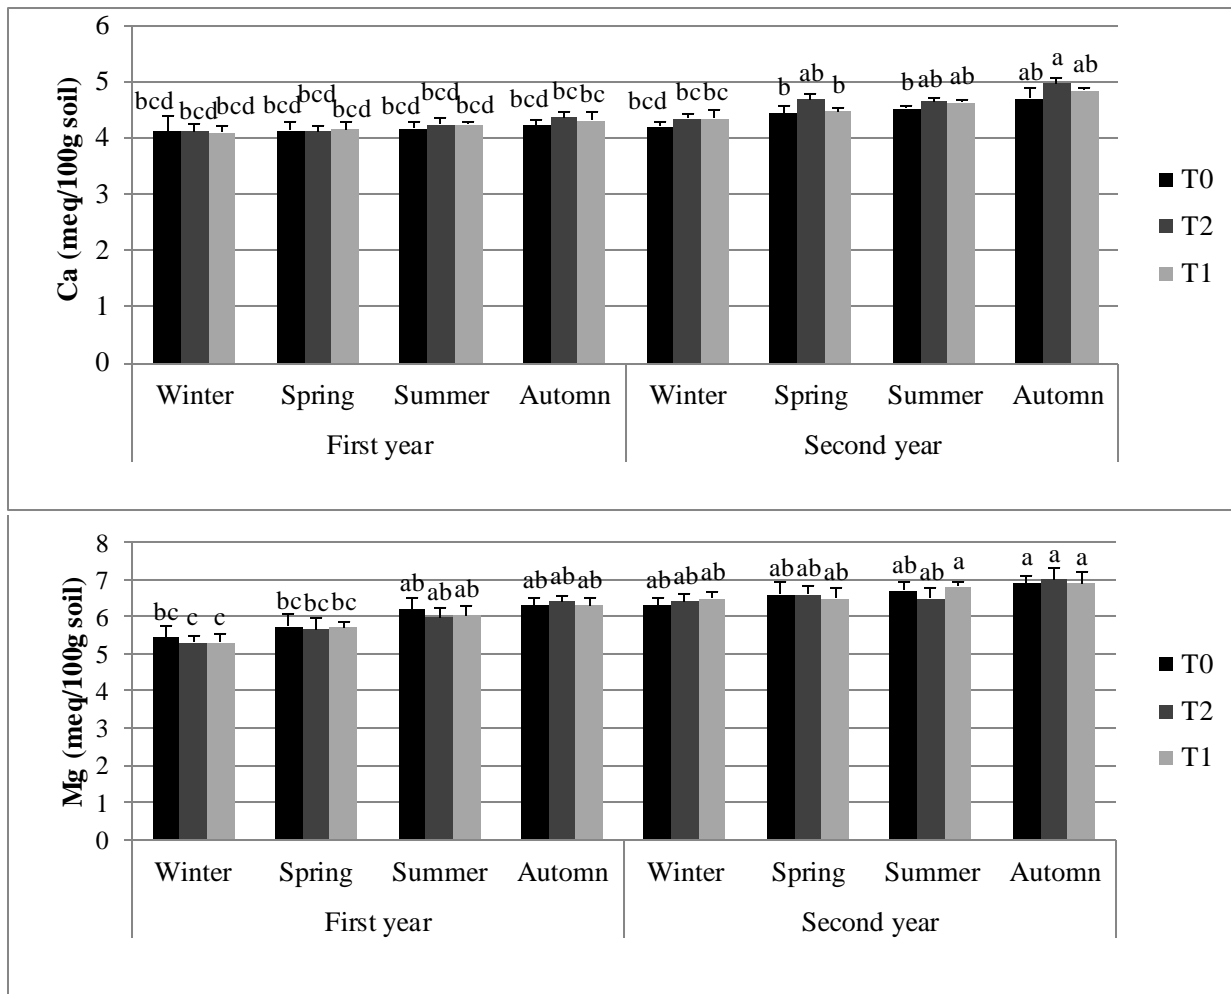 6
5
4
3
2
1
0
Ca (meq/100g soil)
bcd bcd bcd bcd bcd bcd bcd bcd bcd bcd bc bc bcd bc bc b ab b b ab ab ab a ab
Winter Spring Summer Automn Winter Spring Summer Automn
First year Second year
T0
T2
T1
8
7
6
5
4
3
2
1
0
Mg (meq/100g soil)
bc c c bc bc bc ab ab ab ab ab ab ab ab ab ab ab ab ab ab a a a a
Winter Spring Summer Automn Winter Spring Summer Automn
First year Second year
T0
T2
T1